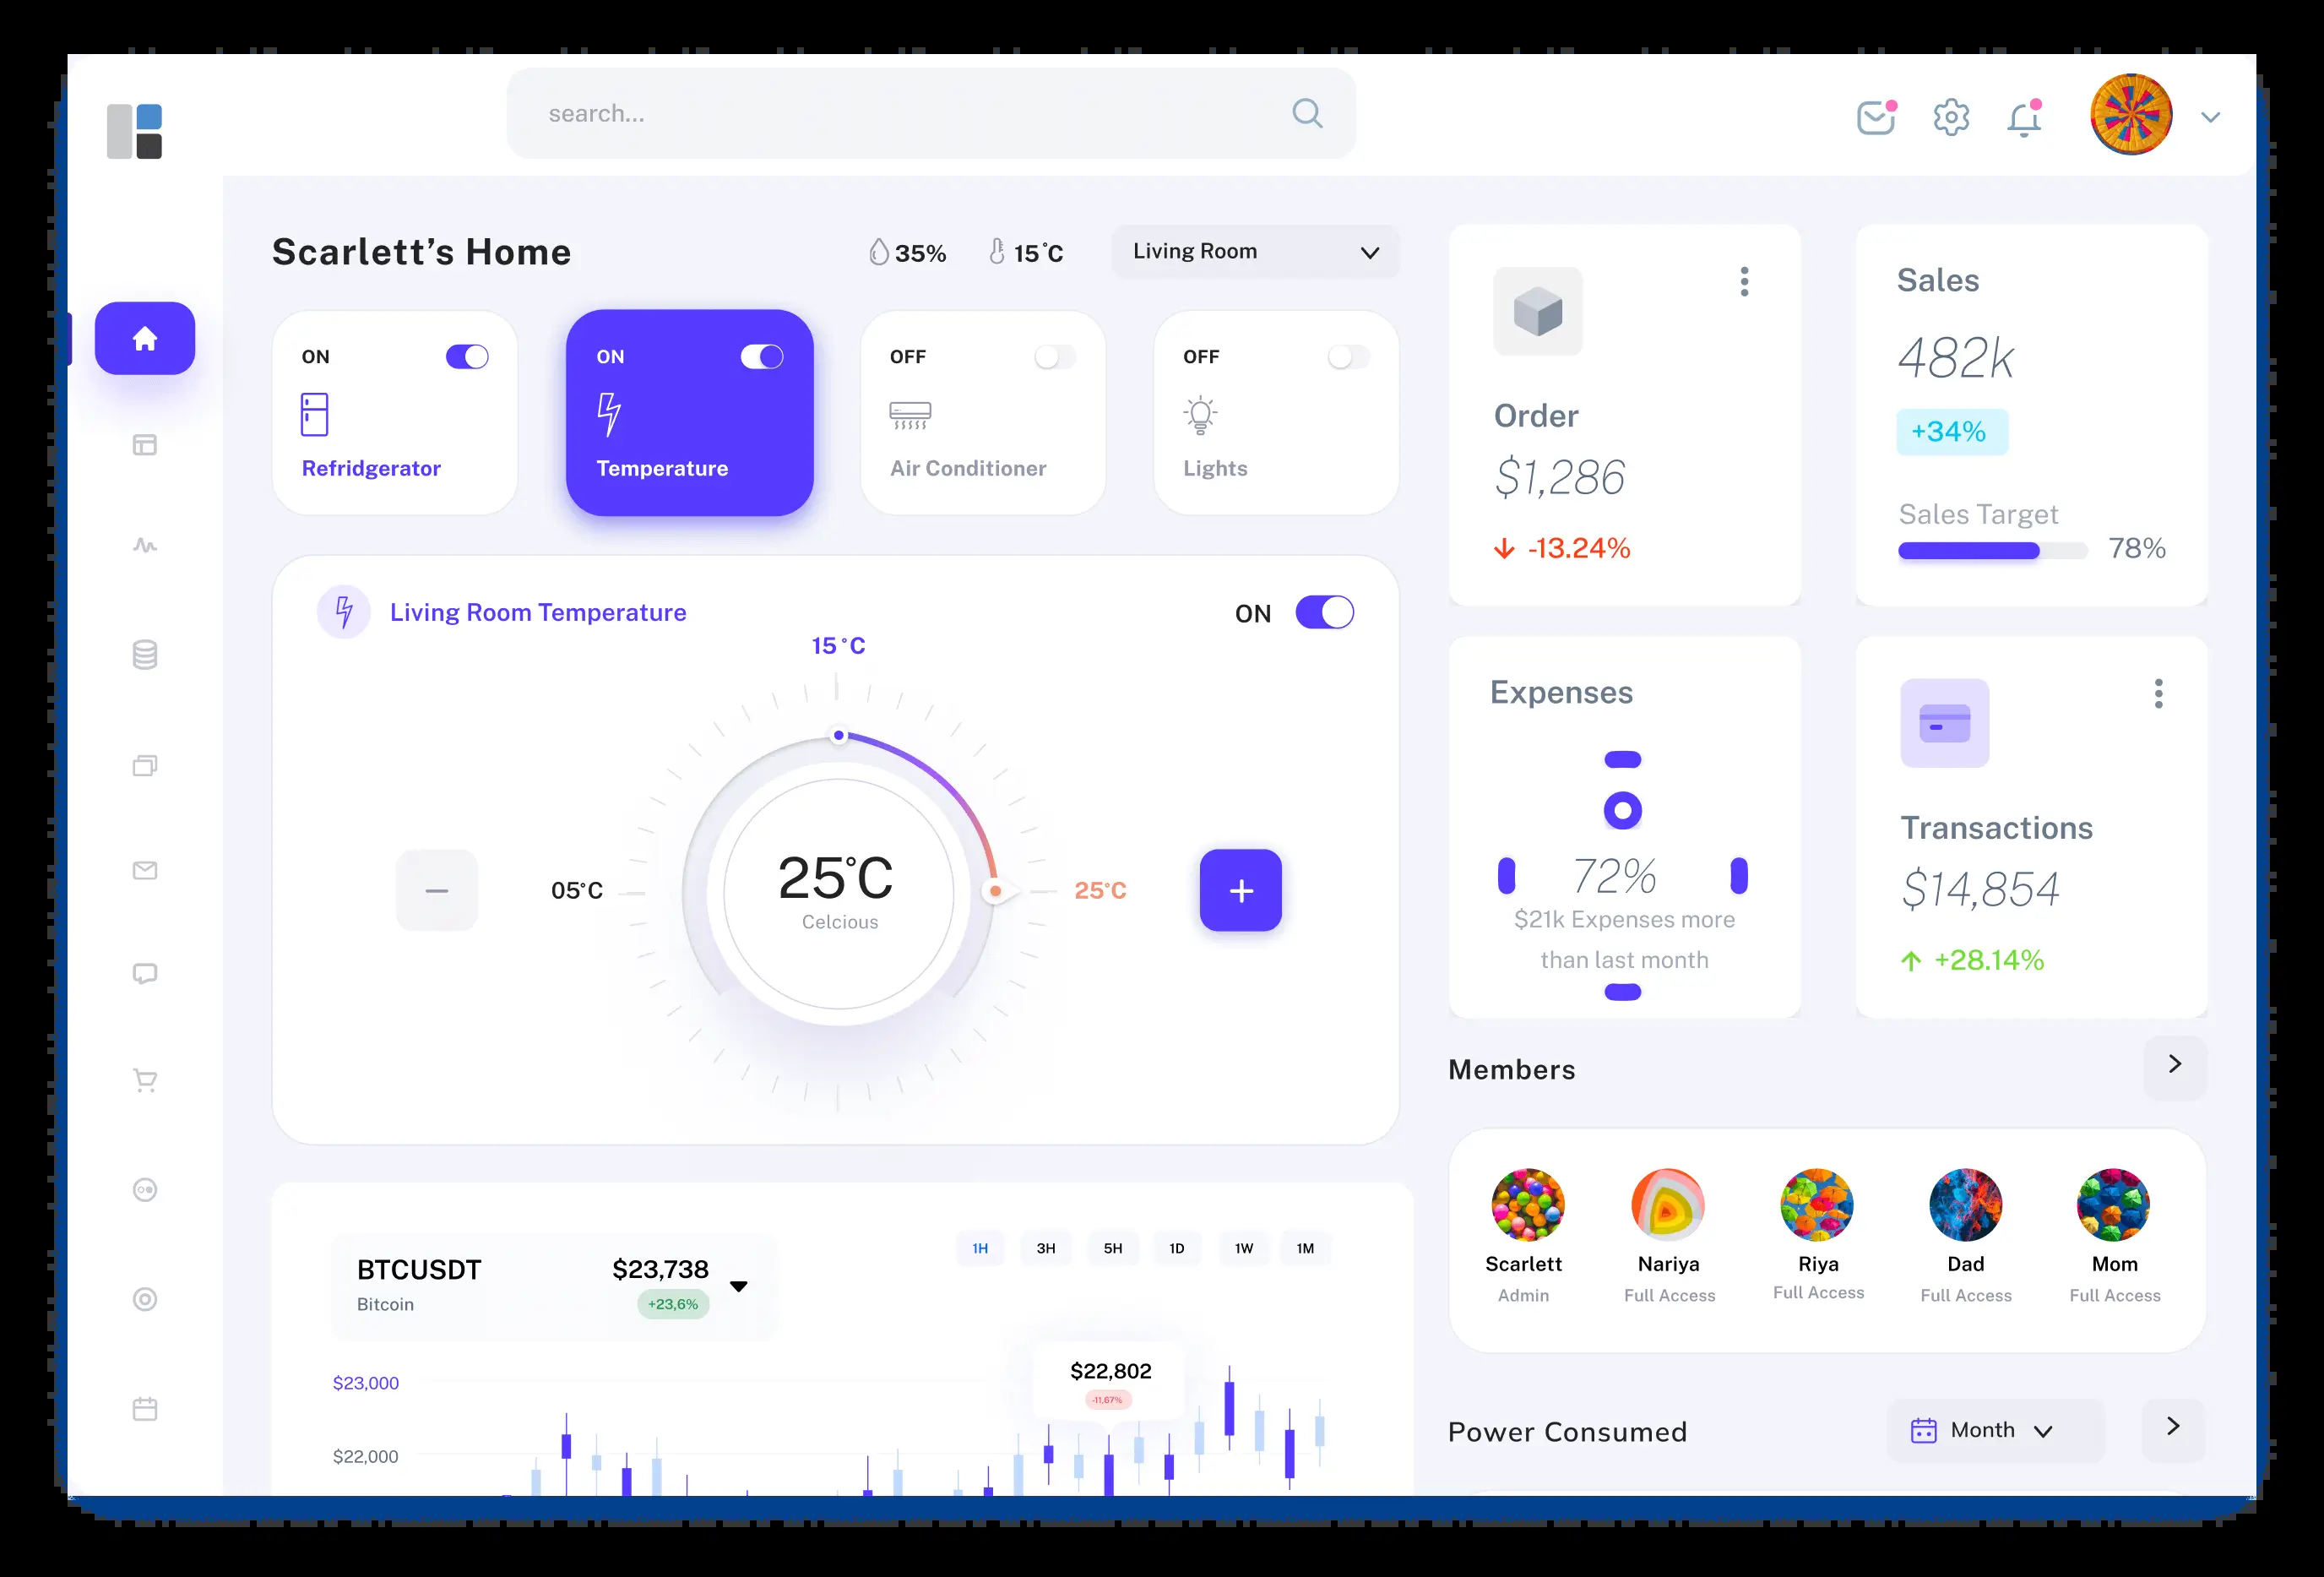 search...
Scarlett’s Home
35%
15°C
Living Room
ON
Refridgerator
ON
Temperature
OFF
Air Conditioner
OFF
Lights
Living Room Temperature
ON
15°C
05°C
25°C
Celcious
25°C
−
+
BTCUSDT
Bitcoin
$23,738
+23,6%
1H
3H
5H
1D
1W
1M
$22,802
-11,67%
$23,000
$22,000
Order
$1,286
-13.24%
Sales
482k
+34%
Sales Target
78%
Expenses
72%
$21k Expenses more
than last month
Transactions
$14,854
+28.14%
Members
Scarlett
Admin
Nariya
Full Access
Riya
Full Access
Dad
Full Access
Mom
Full Access
Power Consumed
Month